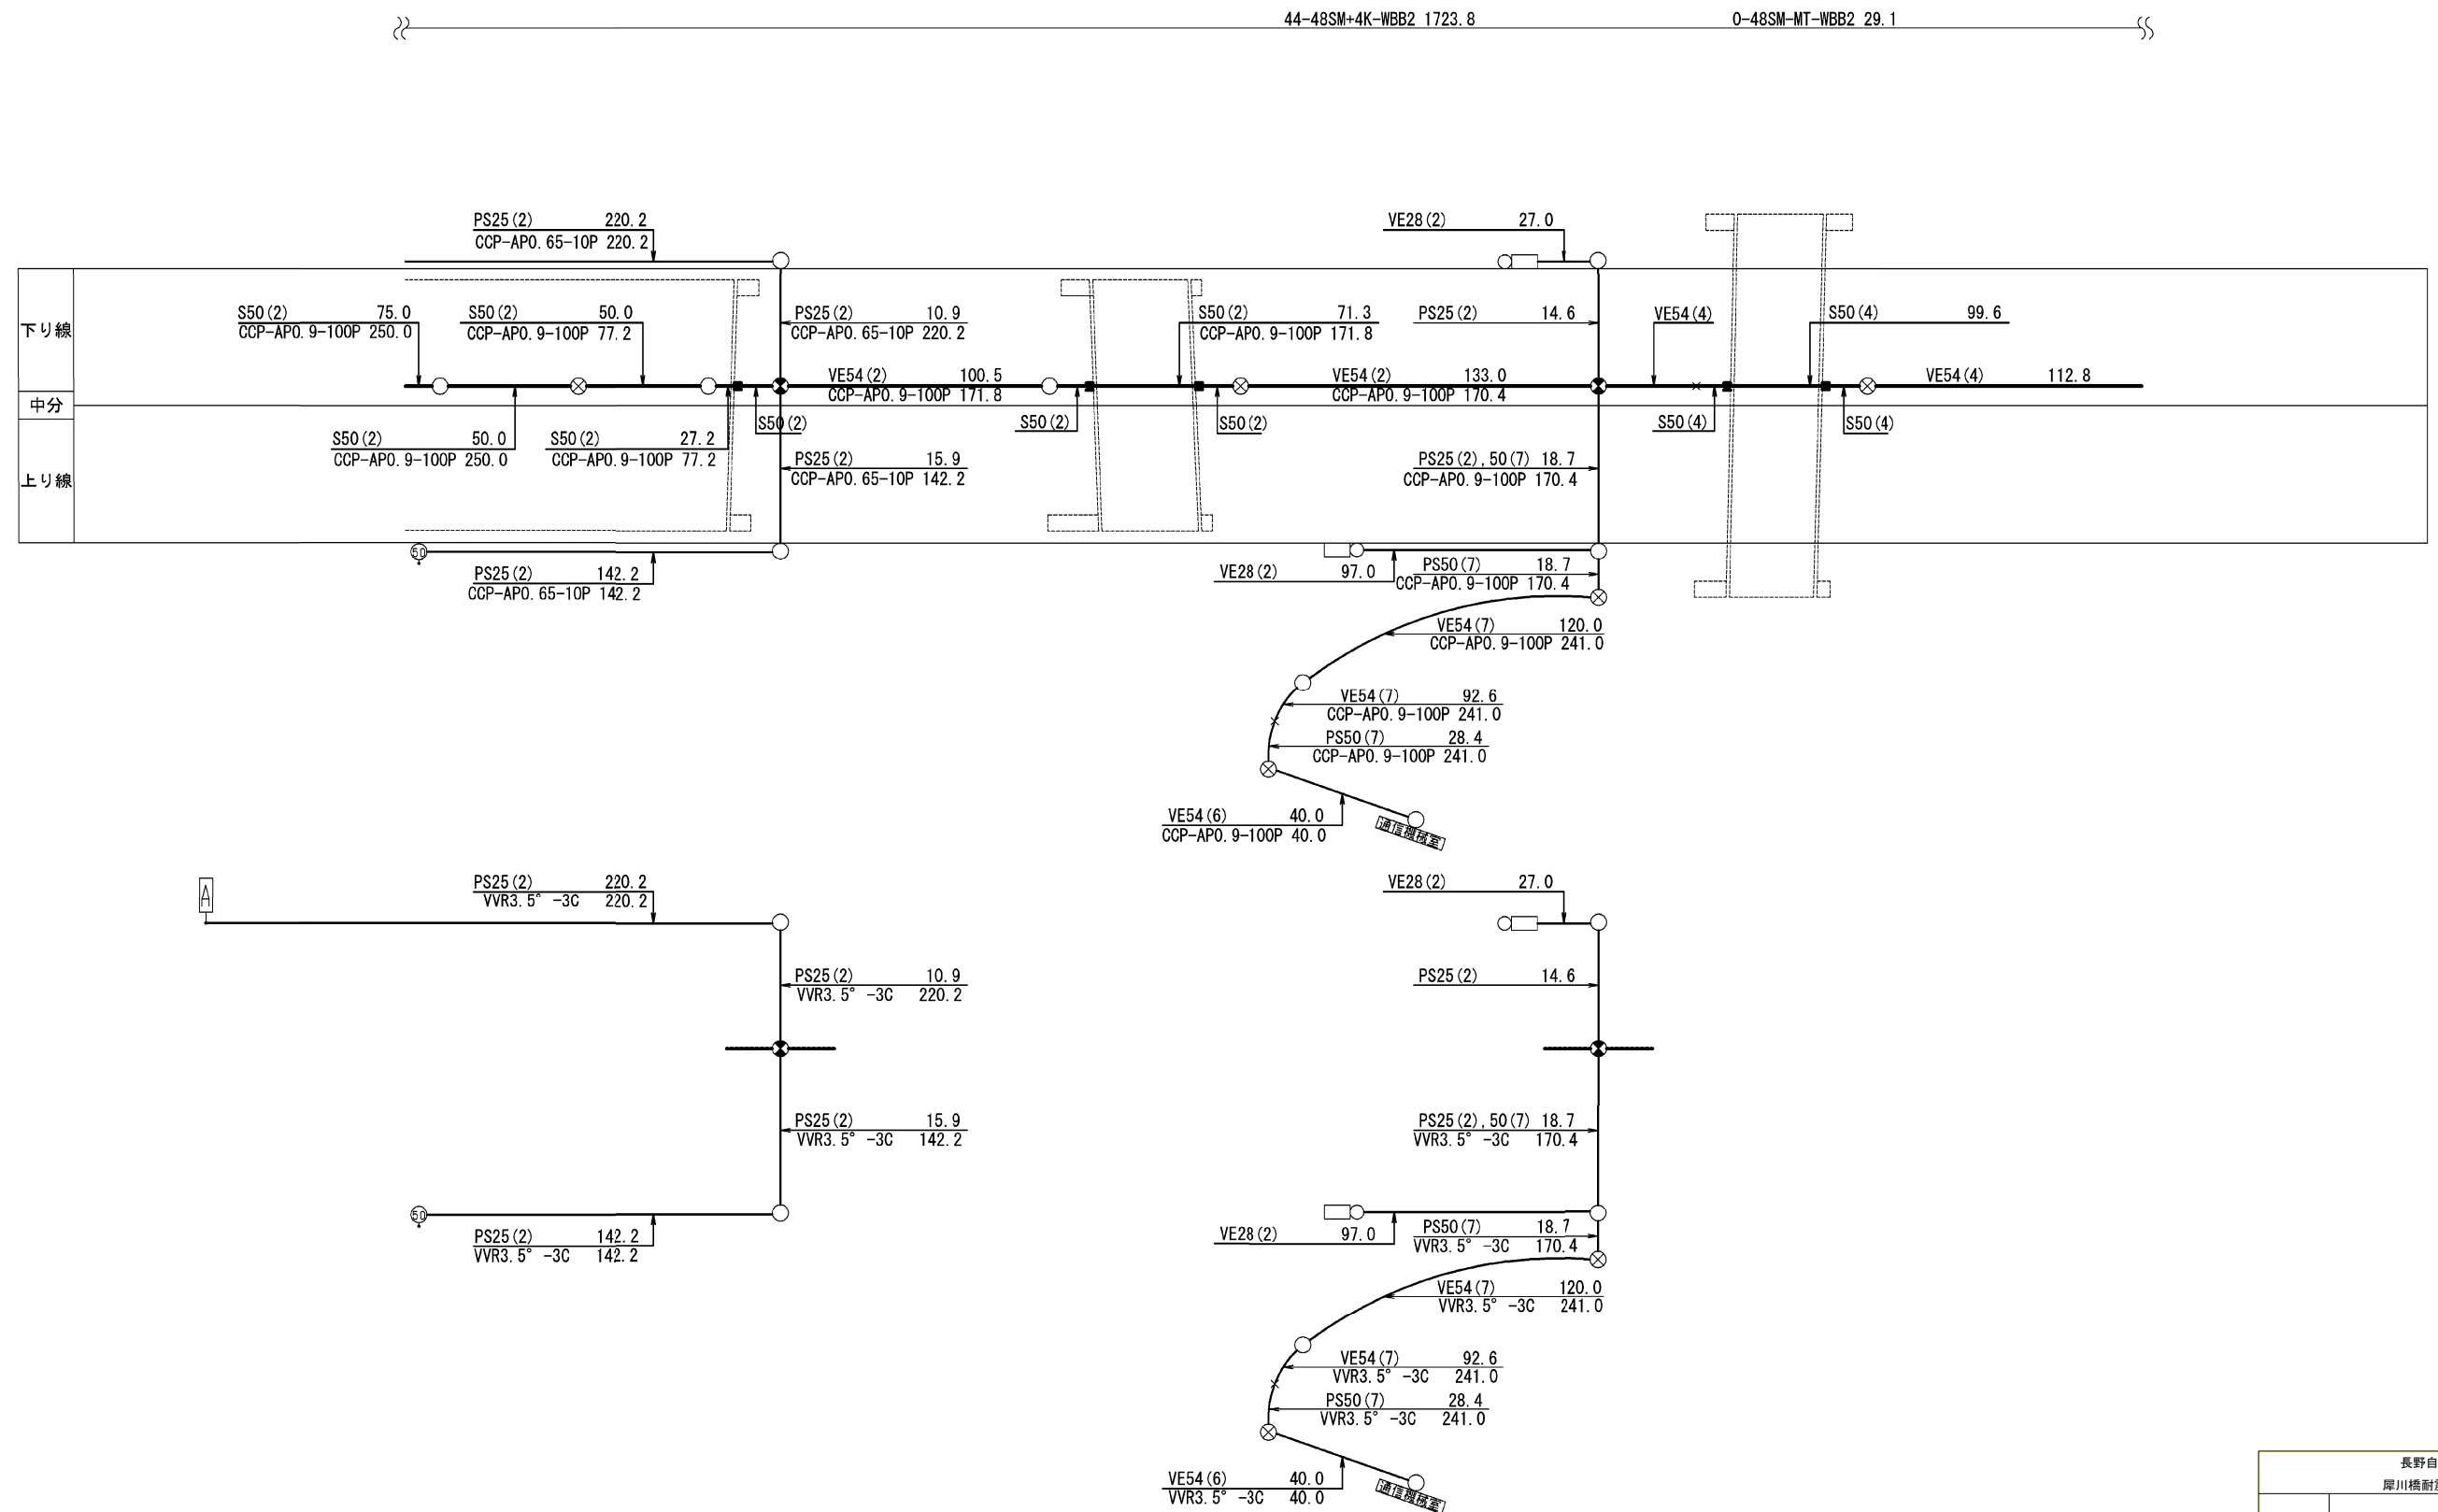 44-48SM+4K-WBB2 1723.8
0-48SM-MT-WBB2 29.1
PS25(2) 220.2
CCP-AP0.65-10P 220.2
VE28(2) 27.0
下り線
中分
上り線
S50(2) 75.0
CCP-AP0.9-100P 250.0
S50(2) 50.0
CCP-AP0.9-100P 77.2
PS25(2) 10.9
CCP-AP0.65-10P 220.2
S50(2) 71.3
CCP-AP0.9-100P 171.8
PS25(2) 14.6
VE54(4)
S50(4) 99.6
VE54(2) 100.5
CCP-AP0.9-100P 171.8
VE54(2) 133.0
CCP-AP0.9-100P 170.4
VE54(4) 112.8
S50(2) 50.0
CCP-AP0.9-100P 250.0
S50(2) 27.2
CCP-AP0.9-100P 77.2
S50(2)
S50(2)
S50(2)
S50(4)
S50(4)
PS25(2) 15.9
CCP-AP0.65-10P 142.2
PS25(2),50(7) 18.7
CCP-AP0.9-100P 170.4
50
PS25(2) 142.2
CCP-AP0.65-10P 142.2
VE28(2) 97.0
PS50(7) 18.7
CCP-AP0.9-100P 170.4
VE54(7) 120.0
CCP-AP0.9-100P 241.0
VE54(7) 92.6
CCP-AP0.9-100P 241.0
PS50(7) 28.4
CCP-AP0.9-100P 241.0
VE54(6) 40.0
CCP-AP0.9-100P 40.0
通信機械室
A
PS25(2) 220.2
VVR3.5°-3C 220.2
VE28(2) 27.0
PS25(2) 10.9
VVR3.5°-3C 220.2
PS25(2) 14.6
PS25(2) 15.9
VVR3.5°-3C 142.2
PS25(2),50(7) 18.7
VVR3.5°-3C 170.4
50
PS25(2) 142.2
VVR3.5°-3C 142.2
VE28(2) 97.0
PS50(7) 18.7
VVR3.5°-3C 170.4
VE54(7) 120.0
VVR3.5°-3C 241.0
VE54(7) 92.6
VVR3.5°-3C 241.0
PS50(7) 28.4
VVR3.5°-3C 241.0
VE54(6) 40.0
VVR3.5°-3C 40.0
通信機械室
長野自
犀川橋耐